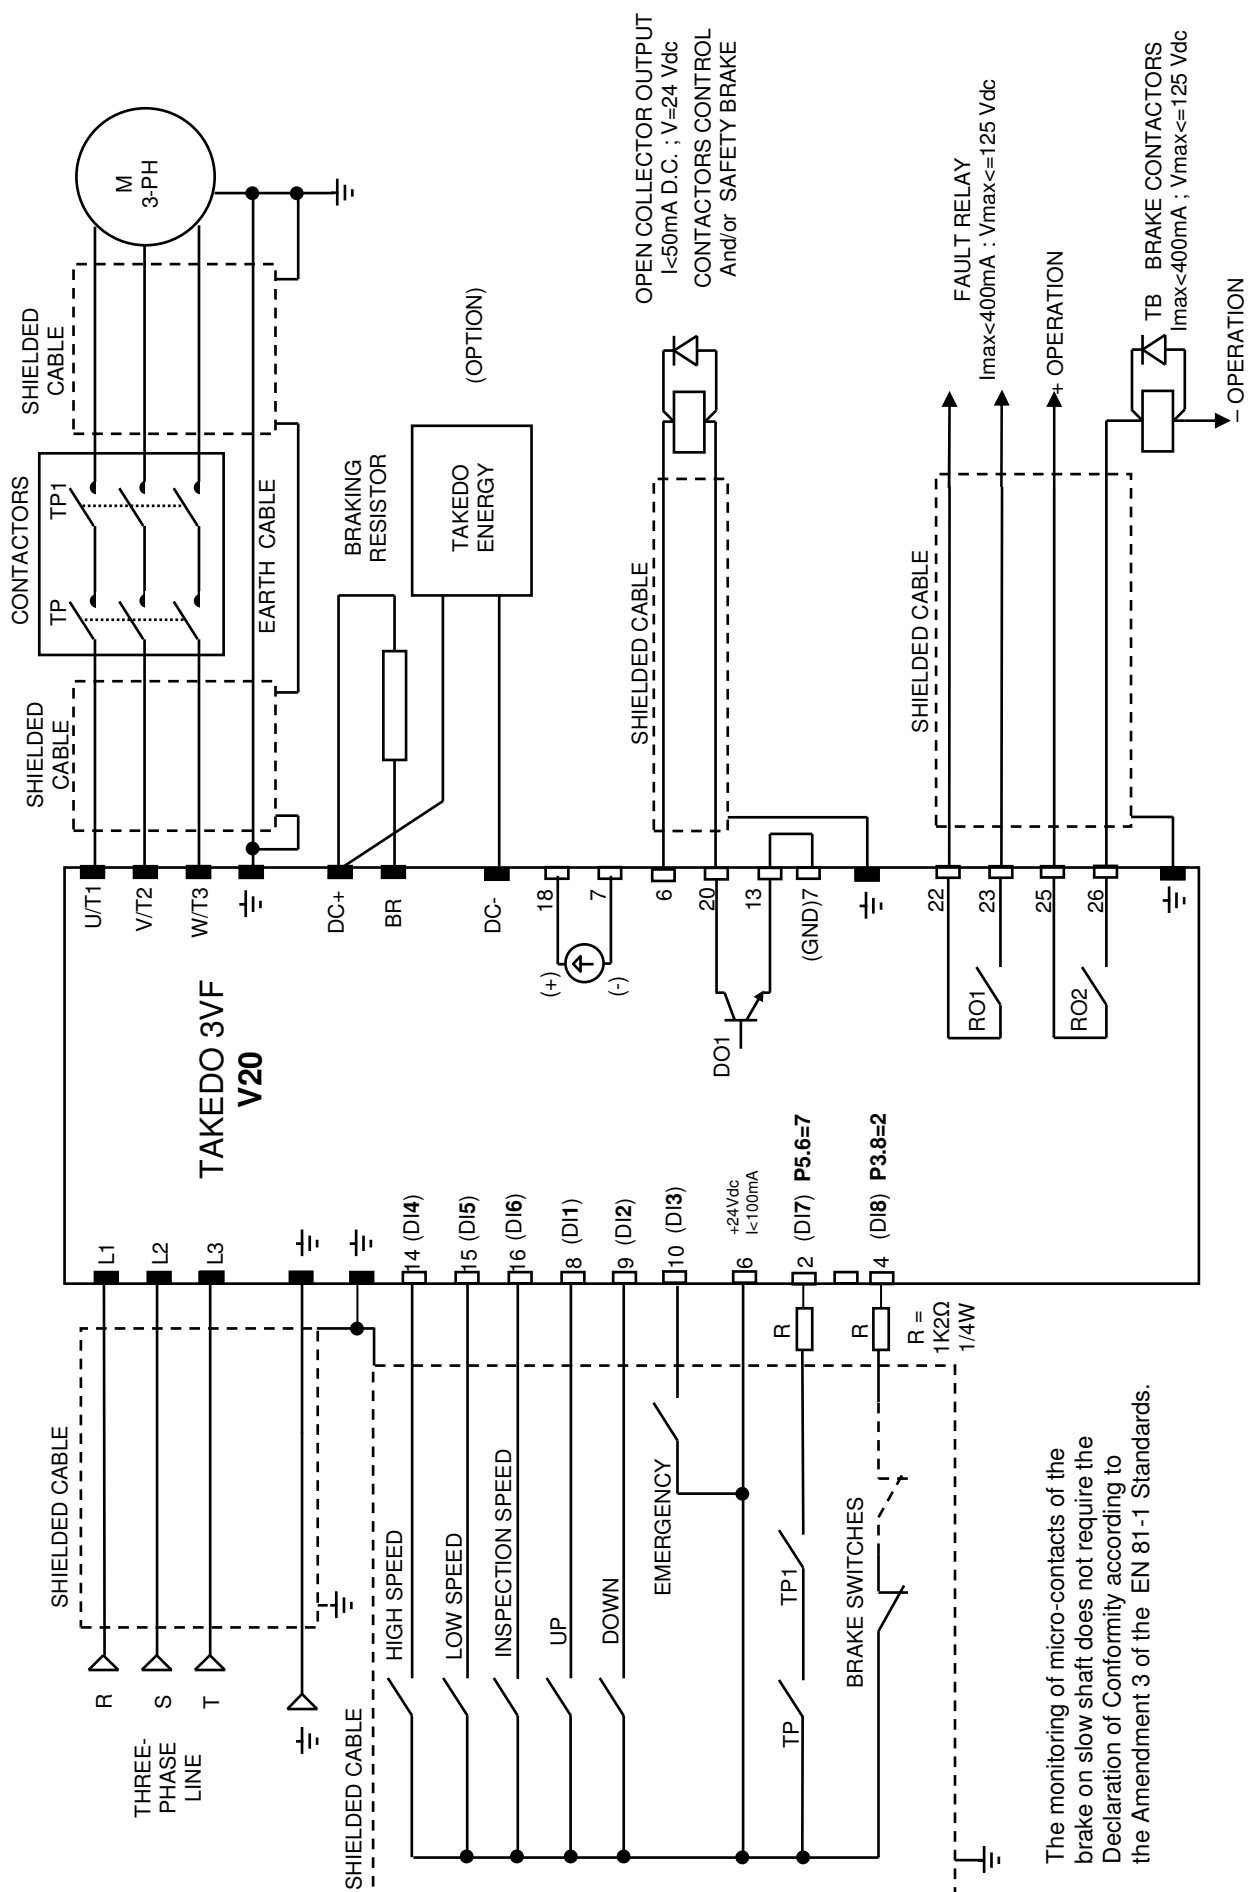 THREE-
PHASE
LINE
R
S
T
SHIELDED CABLE
L1
L2
L3
TAKEDO 3VF
V20
U/T1
V/T2
W/T3
SHIELDED
CABLE
CONTACTORS
TP
TP1
SHIELDED
CABLE
M
3-PH
EARTH CABLE
DC+
BR
DC-
BRAKING
RESISTOR
TAKEDO
ENERGY
(OPTION)
SHIELDED CABLE
HIGH SPEED
14 (DI4)
LOW SPEED
15 (DI5)
INSPECTION SPEED
16 (DI6)
UP
8 (DI1)
DOWN
9 (DI2)
EMERGENCY
10 (DI3)
6
+24Vdc
I<100mA
TP
TP1
R
2 (DI7) P5.6=7
BRAKE SWITCHES
R
4 (DI8) P3.8=2
R =
1K2Ω
1/4W
(+)
(-)
18
7
6
20
13
(GND)7
DO1
SHIELDED CABLE
OPEN COLLECTOR OUTPUT
I<50mA D.C. ; V=24 Vdc
CONTACTORS CONTROL
And/or SAFETY BRAKE
RO1
RO2
22
23
25
26
SHIELDED CABLE
FAULT RELAY
Imax<400mA : Vmax<=125 Vdc
+ OPERATION
TB BRAKE CONTACTORS
Imax<400mA ; Vmax<=125 Vdc
– OPERATION
The monitoring of micro-contacts of the
brake on slow shaft does not require the
Declaration of Conformity according to
the Amendment 3 of the EN 81-1 Standards.